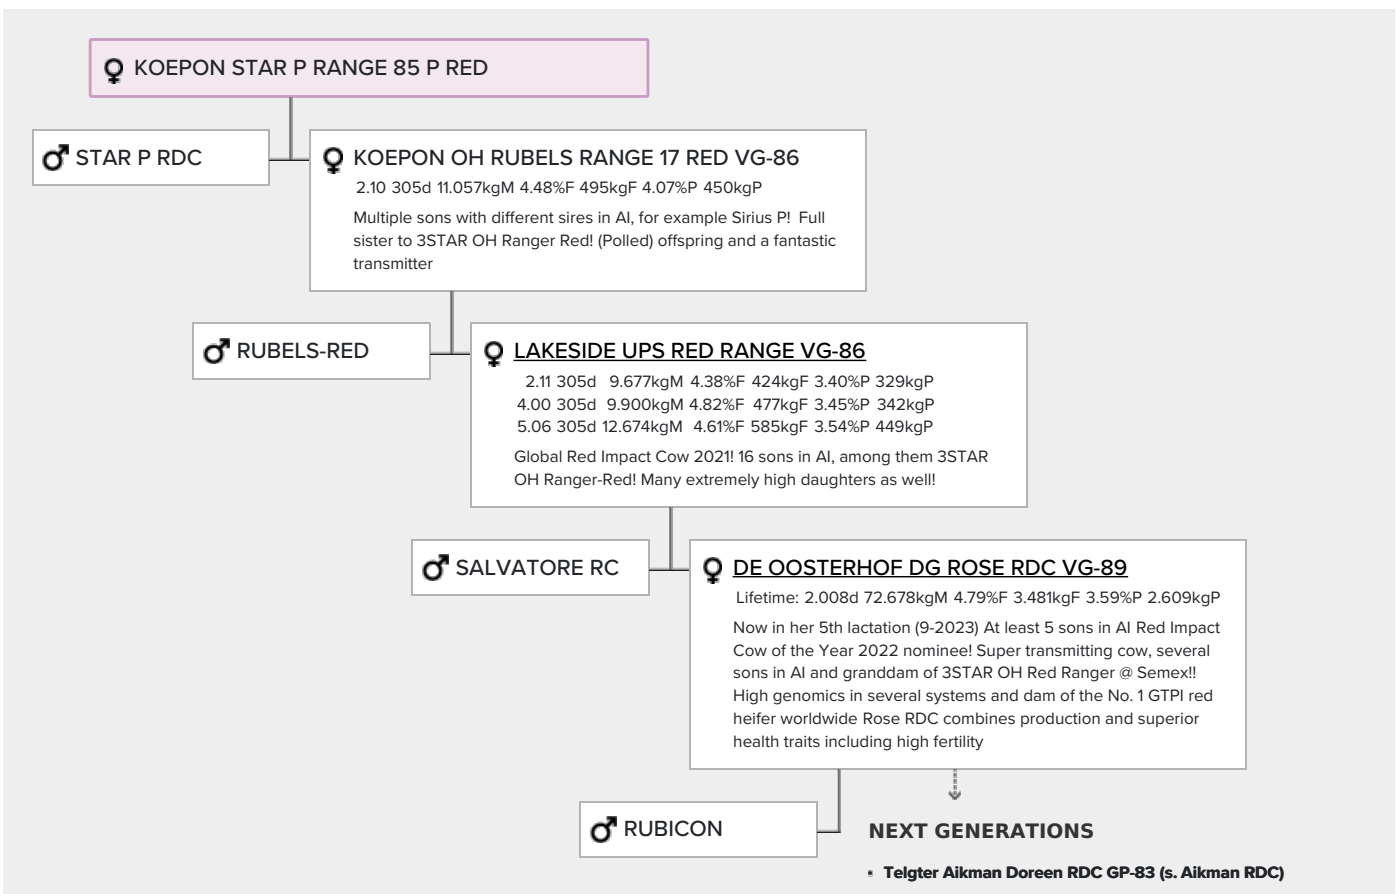 KOEPON STAR P RANGE 85 P RED
STAR P RDC
KOEPON OH RUBELS RANGE 17 RED VG-86
2.10 305d 11.057kgM 4.48%F 495kgF 4.07%P 450kgP
Multiple sons with different sires in AI, for example Sirius P! Full
sister to 3STAR OH Ranger Red! (Polled) offspring and a fantastic
transmitter
RUBELS-RED
LAKESIDE UPS RED RANGE VG-86
2.11 305d 9.677kgM 4.38%F 424kgF 3.40%P 329kgP
4.00 305d 9.900kgM 4.82%F 477kgF 3.45%P 342kgP
5.06 305d 12.674kgM 4.61%F 585kgF 3.54%P 449kgP
Global Red Impact Cow 2021! 16 sons in AI, among them 3STAR
OH Ranger-Red! Many extremely high daughters as well!
SALVATORE RC
DE OOSTERHOF DG ROSE RDC VG-89
Lifetime: 2.008d 72.678kgM 4.79%F 3.481kgF 3.59%P 2.609kgP
Now in her 5th lactation (9-2023) At least 5 sons in AI Red Impact
Cow of the Year 2022 nominee! Super transmitting cow, several
sons in AI and granddam of 3STAR OH Red Ranger @ Semex!!
High genomics in several systems and dam of the No. 1 GTPI red
heifer worldwide Rose RDC combines production and superior
health traits including high fertility
RUBICON
NEXT GENERATIONS
▪ Telgter Aikman Doreen RDC GP-83 (s. Aikman RDC)